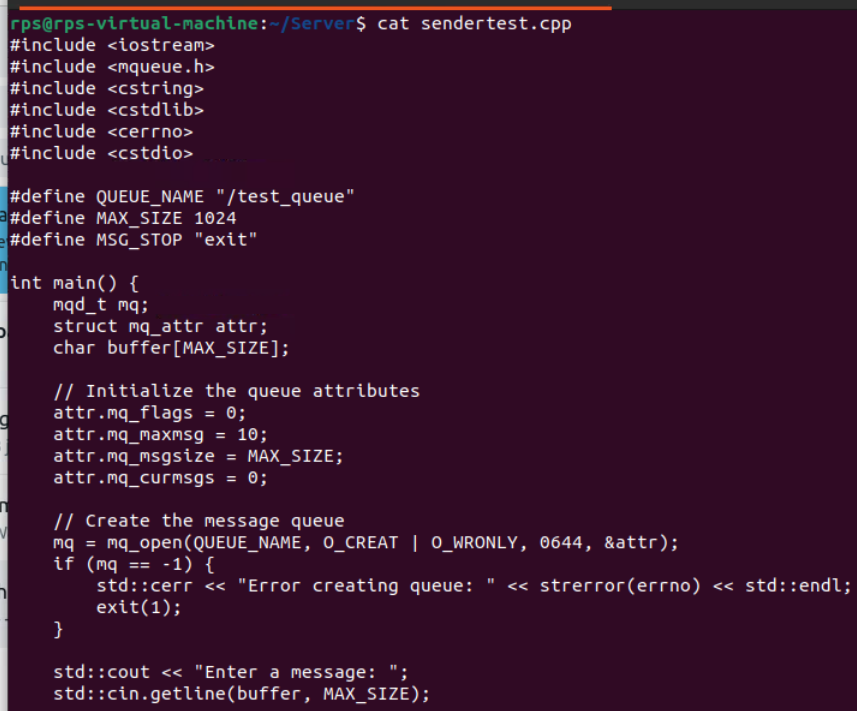 rps@rps-virtual-machine:~/Server$ cat sendertest.cpp
#include <iostream>
#include <mqueue.h>
#include <cstring>
#include <cstdlib>
#include <cerrno>
#include <cstdio>

#define QUEUE_NAME "/test_queue"
#define MAX_SIZE 1024
#define MSG_STOP "exit"

int main() {
    mqd_t mq;
    struct mq_attr attr;
    char buffer[MAX_SIZE];

    // Initialize the queue attributes
    attr.mq_flags = 0;
    attr.mq_maxmsg = 10;
    attr.mq_msgsize = MAX_SIZE;
    attr.mq_curmsgs = 0;

    // Create the message queue
    mq = mq_open(QUEUE_NAME, O_CREAT | O_WRONLY, 0644, &attr);
    if (mq == -1) {
        std::cerr << "Error creating queue: " << strerror(errno) << std::endl;
        exit(1);
    }

    std::cout << "Enter a message: ";
    std::cin.getline(buffer, MAX_SIZE);